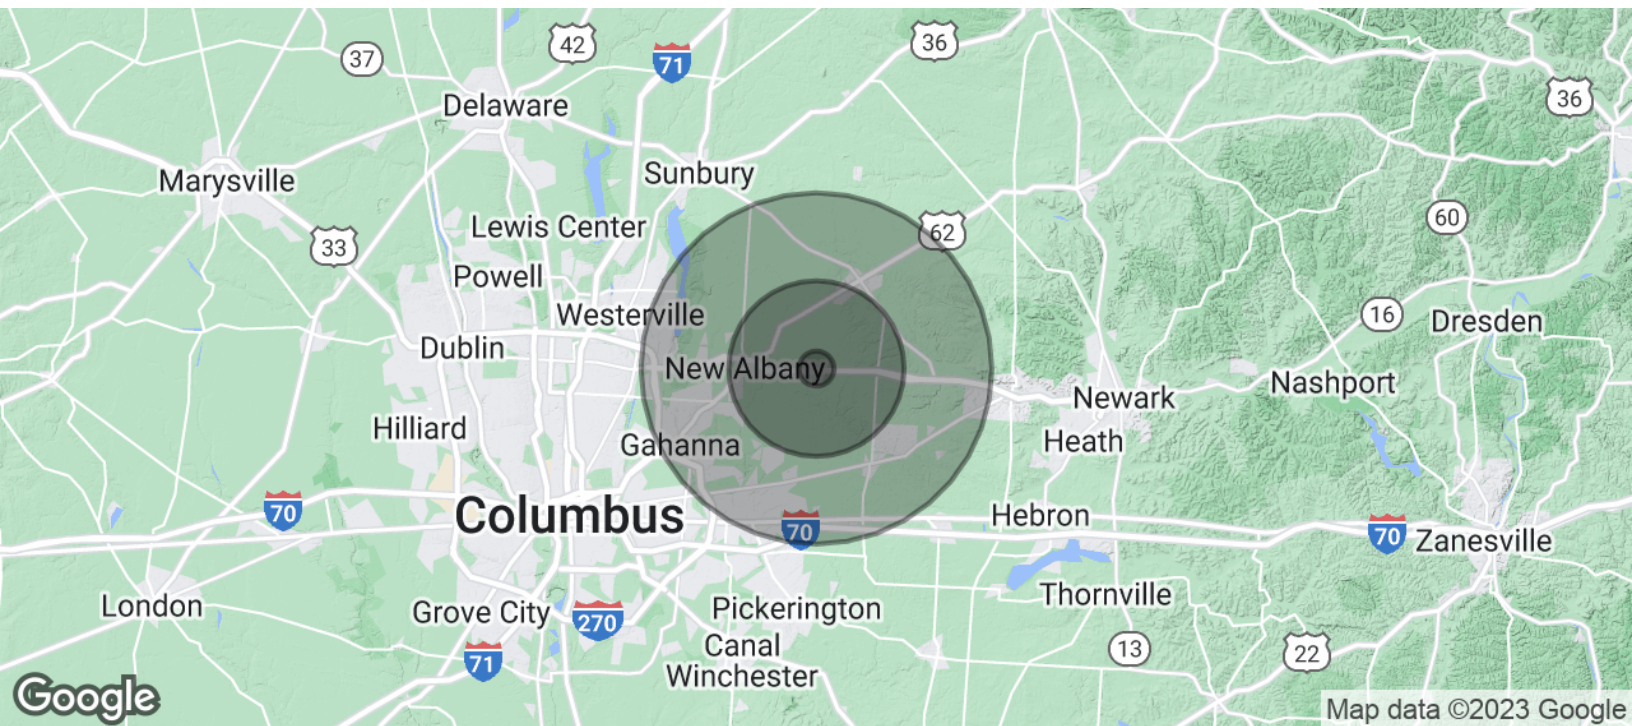 42
36
37
71
36
Delaware
Sunbury
Marysville
60
Lewis Center
62
33
Powell
16
Westerville
Dresden
Dublin
New Albany
Nashport
Newark
Hilliard
Heath
Gahanna
70
Columbus
Hebron
70
70
Zanesville
Thornville
London
Grove City
Pickerington
270
Canal
Winchester
13
22
71
Google
Map data ©2023 Google